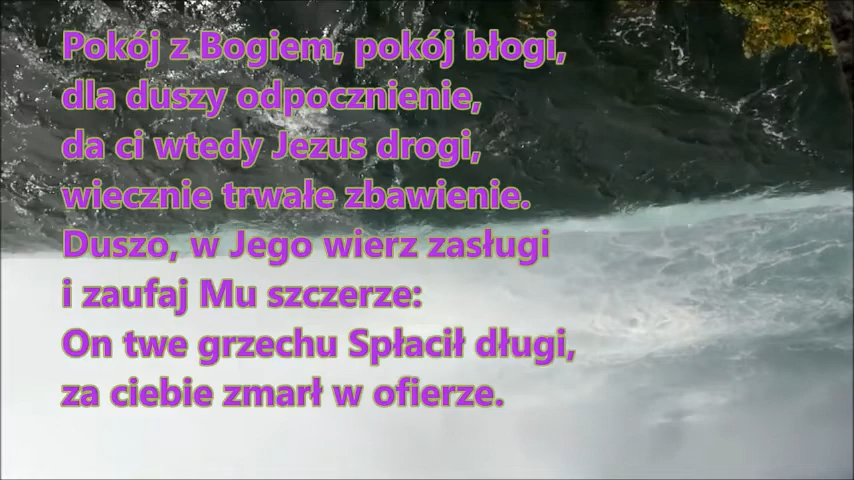 Pokój z Bogiem, pokój błogi,
dla duszy odpocznienie,
da ci wtedy Jezus drogi,
wiecznie trwałe zbawienie.
Duszo, w Jego wierz zasługi
i zaufaj Mu szczerze:
On twe grzechu Spłacił długi,
za ciebie zmarł w ofierze.